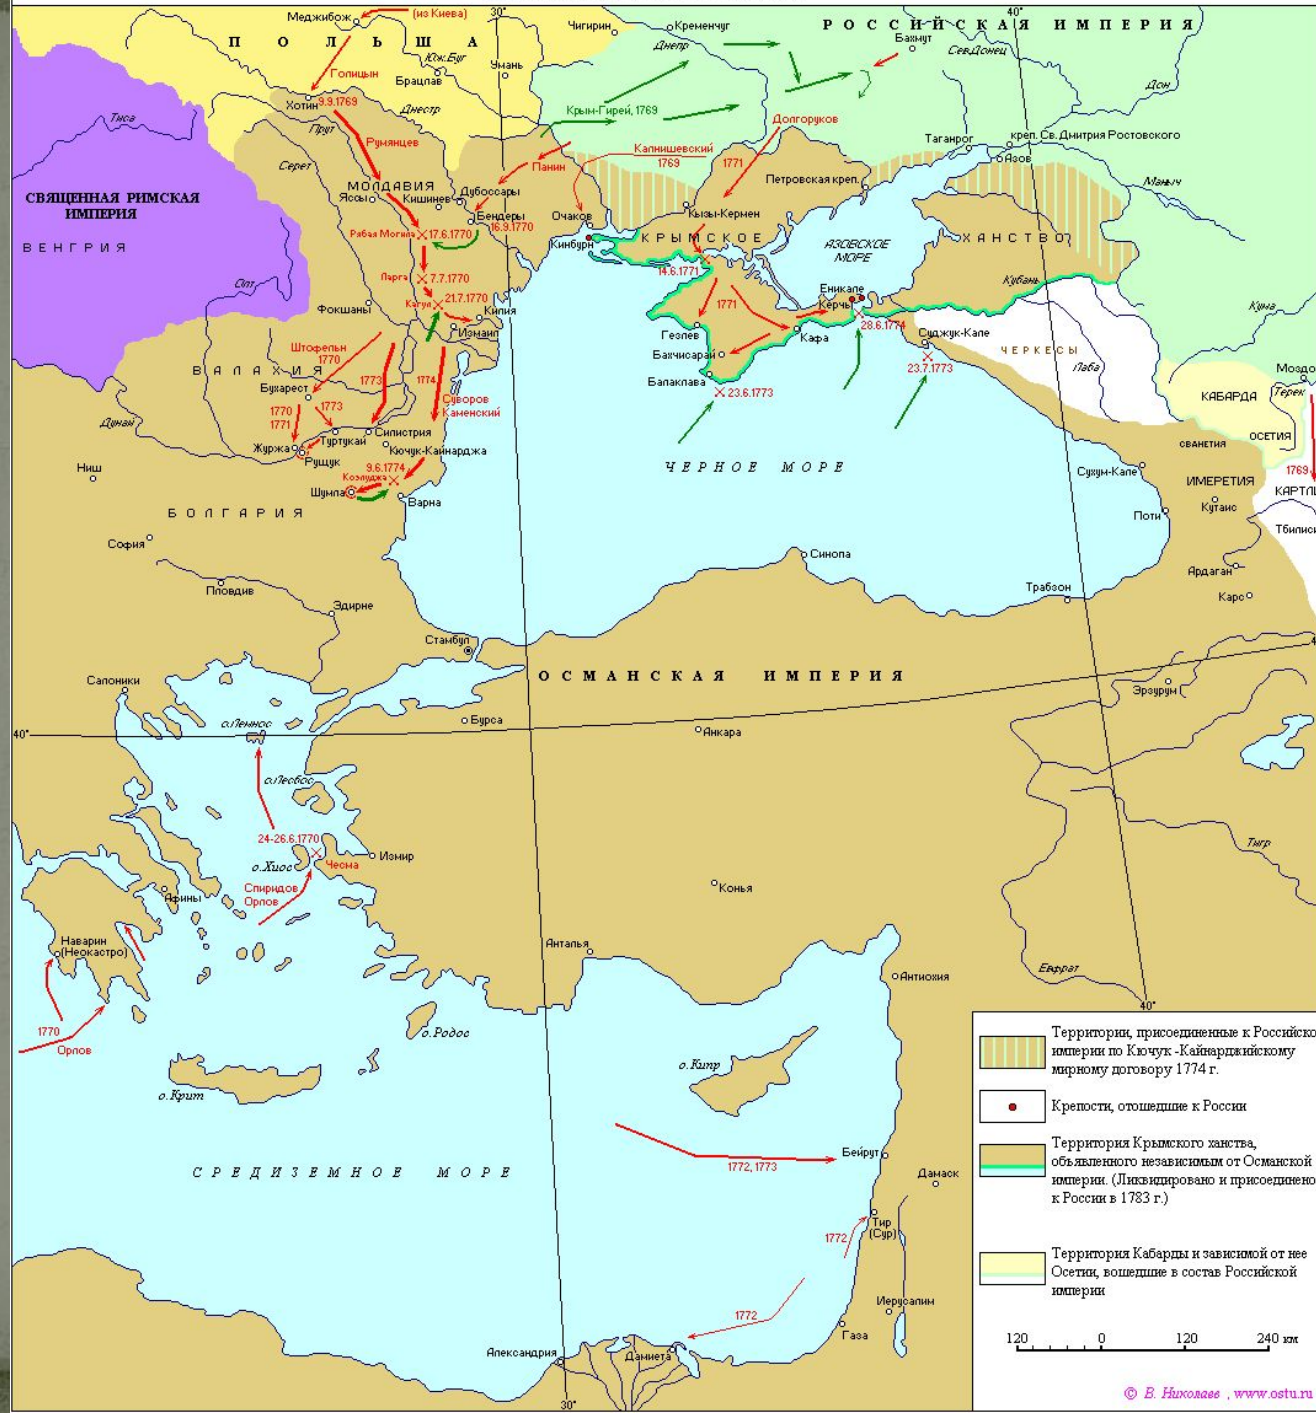 Меджибож
(из Киева)
30°
Чигирин
Кременчуг
РОССИЙСКАЯ ИМПЕРИЯ
40°
ПОЛЬША
Днепр
Бахмут
Сев.Донец
Юж.Буг
Умань
Брацлав
Голицын
Дон
Хотин
9.9.1769
Днестр
Крым-Гирей, 1769
Долгоруков
Тиса
Прут
Румянцев
Калнишевский
1769
Таганрог
креп. Св. Дмитрия Ростовского
Азов
Серет
Панин
1771
Петровская креп.
Маныч
СВЯЩЕННАЯ РИМСКАЯ
ИМПЕРИЯ
МОЛДАВИЯ
Яссы
Кишинев
Дубоссары
Бендеры
16.9.1770
Очаков
Кызы-Кермен
ВЕНГРИЯ
Рябая Могила
17.6.1770
Кинбурн
КРЫМСКОЕ
АЗОВСКОЕ
МОРЕ
ХАНСТВО
Ларга
7.7.1770
14.6.1771
Кубань
Олт
Кагул
21.7.1770
1771
Еникале
Керчь
Кума
Фокшаны
Килия
Измаил
Гезлев
Кафа
28.6.1774
Суджук-Кале
Штофельн
1770
Бахчисарай
ЧЕРКЕСЫ
ВАЛАХИЯ
1773
1774
Балаклава
23.6.1773
23.7.1773
Лаба
Моздо
Бухарест
Суворов
Каменский
КАБАРДА
Терек
1770
1771
1773
Дунай
Туртукай
Силистрия
СВАНЕТИЯ
ОСЕТИЯ
Журжа
Рущук
Кючук-Кайнарджа
ЧЕРНОЕ МОРЕ
Ниш
9.6.1774
Козлуджа
Сухум-Кале
1769
Шумла
Варна
ИМЕРЕТИЯ
КАРТЛИ
БОЛГАРИЯ
Кутаис
Поти
Тбилиси
София
Синопа
Ардаган
Пловдив
Трабзон
Карс
Эдирне
Стамбул
ОСМАНСКАЯ ИМПЕРИЯ
Салоники
Эрзурум
о.Лемнос
Бурса
40°
Анкара
о.Лесбос
24-26.6.1770
Измир
Тигр
о.Хиос
Чесма
Спиридов
Орлов
Афины
Конья
Наварин
(Неокастро)
Анталья
Антиохия
Евфрат
40°
1770
Орлов
о.Родос
о.Крит
о.Кипр
Территории, присоединенные к Российско
империи по Кючук-Кайнарджийскому
мирному договору 1774 г.
Крепости, отошедшие к России
Территория Крымского ханства,
объявленного независимым от Османской
империи. (Ликвидировано и присоединено
к России в 1783 г.)
СРЕДИЗЕМНОЕ МОРЕ
1772, 1773
Бейрут
Дамаск
Тир
(Сур)
1772
Территория Кабарды и зависимой от нее
Осетии, вошедшие в состав Российской
империи
1772
Иерусалим
Газа
120 0 120 240 км
Александрия
Дамиета
© В. Николаев , www.ostu.ru
30°